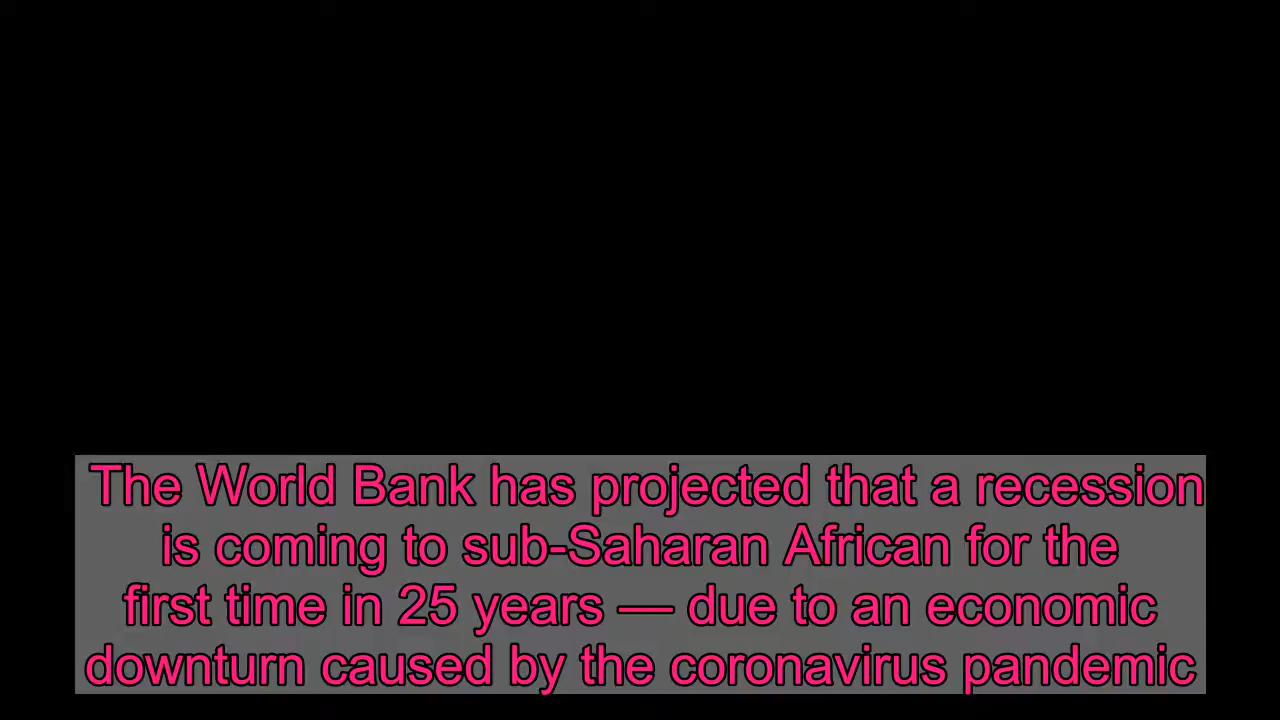 The World Bank has projected that a recession
is coming to sub-Saharan African for the
first time in 25 years — due to an economic
downturn caused by the coronavirus pandemic